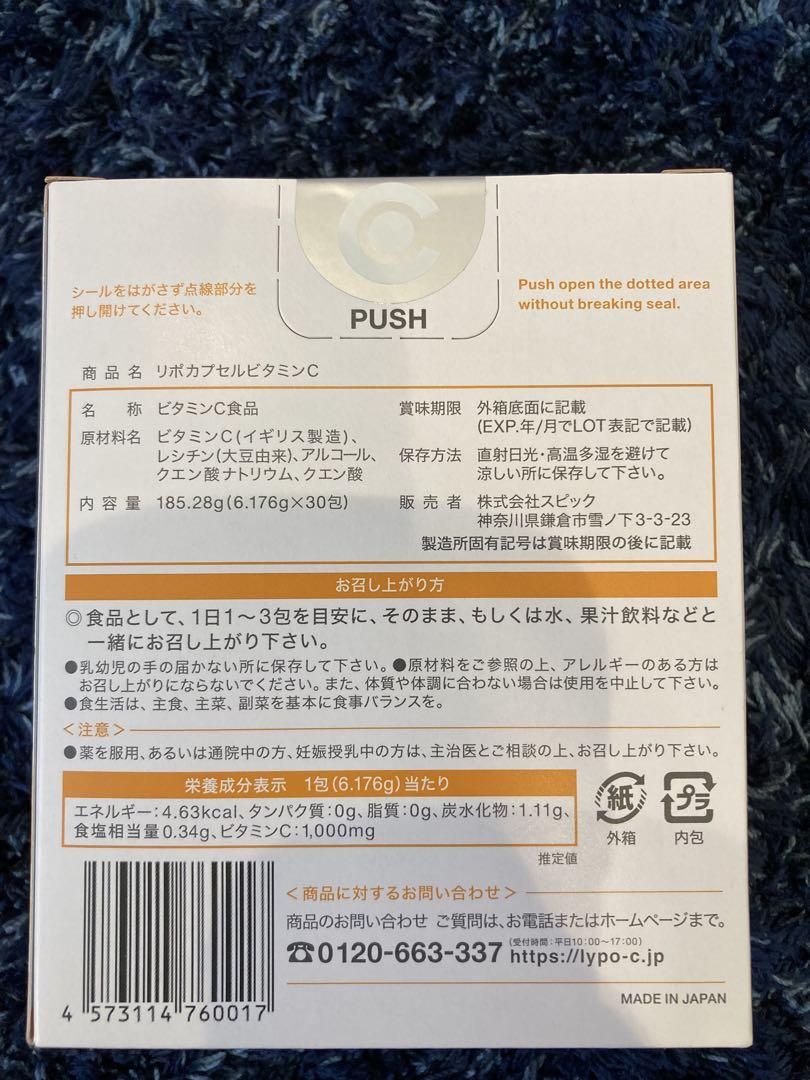 シールをはがさず点線部分を
押し開けてください。
PUSH
Push open the dotted area
without breaking seal.
商品名 リポカプセルビタミンC
名称 ビタミンC食品
原材料名 ビタミンC(イギリス製造)、
レシチン(大豆由来)、アルコール、
クエン酸ナトリウム、クエン酸
内容量 185.28g(6.176g×30包)
賞味期限 外箱底面に記載
(EXP.年/月でLOT表記で記載)
保存方法 直射日光・高温多湿を避けて
涼しい所に保存して下さい。
販売者 株式会社スピック
神奈川県鎌倉市雪ノ下3-3-23
製造所固有記号は賞味期限の後に記載
お召し上がり方
◎食品として、1日1〜3包を目安に、そのまま、もしくは水、果汁飲料などと
一緒にお召し上がり下さい。
●乳幼児の手の届かない所に保存して下さい。●原材料をご参照の上、アレルギーのある方は
お召し上がりにならないでください。また、体質や体調に合わない場合は使用を中止して下さい。
●食生活は、主食、主菜、副菜を基本に食事バランスを。
<注意>
●薬を服用、あるいは通院中の方、妊娠授乳中の方は、主治医とご相談の上、お召し上がり下さい。
栄養成分表示 1包(6.176g)当たり
エネルギー:4.63kcal、タンパク質:0g、脂質:0g、炭水化物:1.11g、
食塩相当量0.34g、ビタミンC:1,000mg
推定値
紙
外箱
プラ
内包
<商品に対するお問い合わせ>
商品のお問い合わせ ご質問は、お電話またはホームページまで。
☎0120-663-337 (受付時間:平日10:00〜17:00)
https://lypo-c.jp
MADE IN JAPAN
4 573114 760017